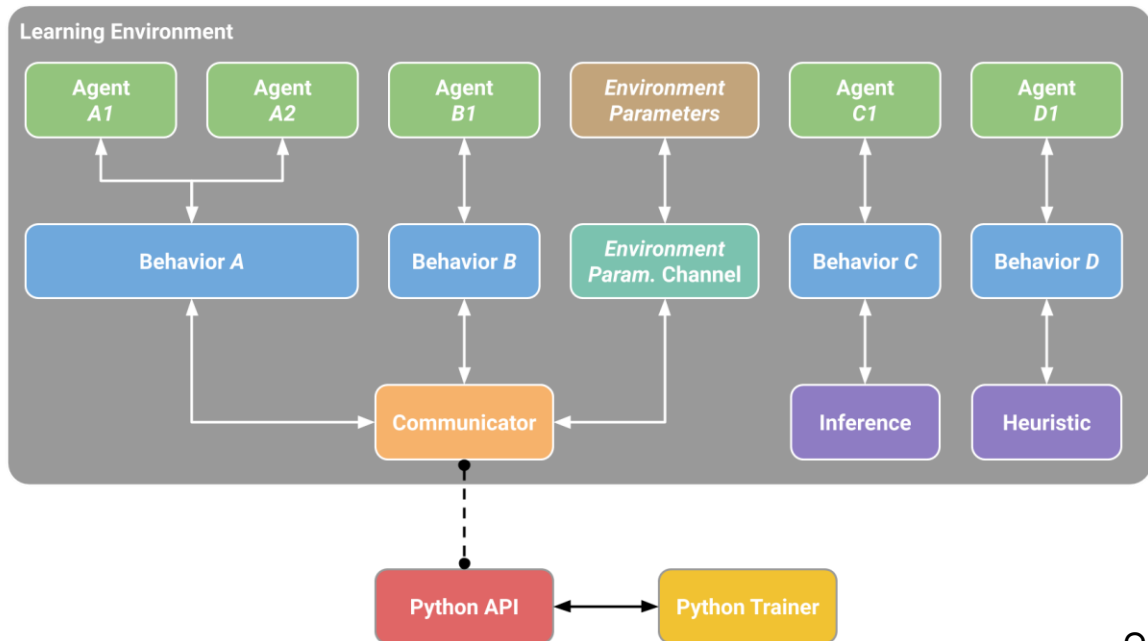 Learning Environment
Agent
A1
Agent
A2
Agent
B1
Environment
Parameters
Agent
C1
Agent
D1
Behavior A
Behavior B
Environment
Param. Channel
Behavior C
Behavior D
Communicator
Inference
Heuristic
Python API
Python Trainer